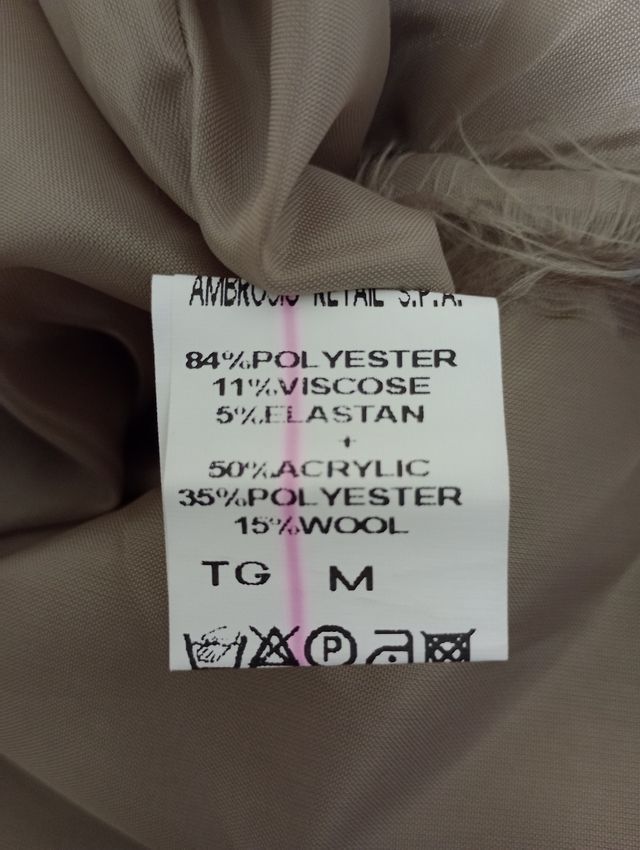 AMBROSIO RETAIL S.P.A.
84%POLYESTER
11%VISCOSE
5%ELASTAN
+
50%ACRYLIC
35%POLYESTER
15%WOOL
TG M
P